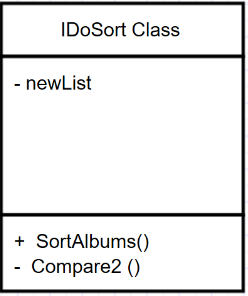 IDoSort Class
- newList
+ SortAlbums()
- Compare2 ()